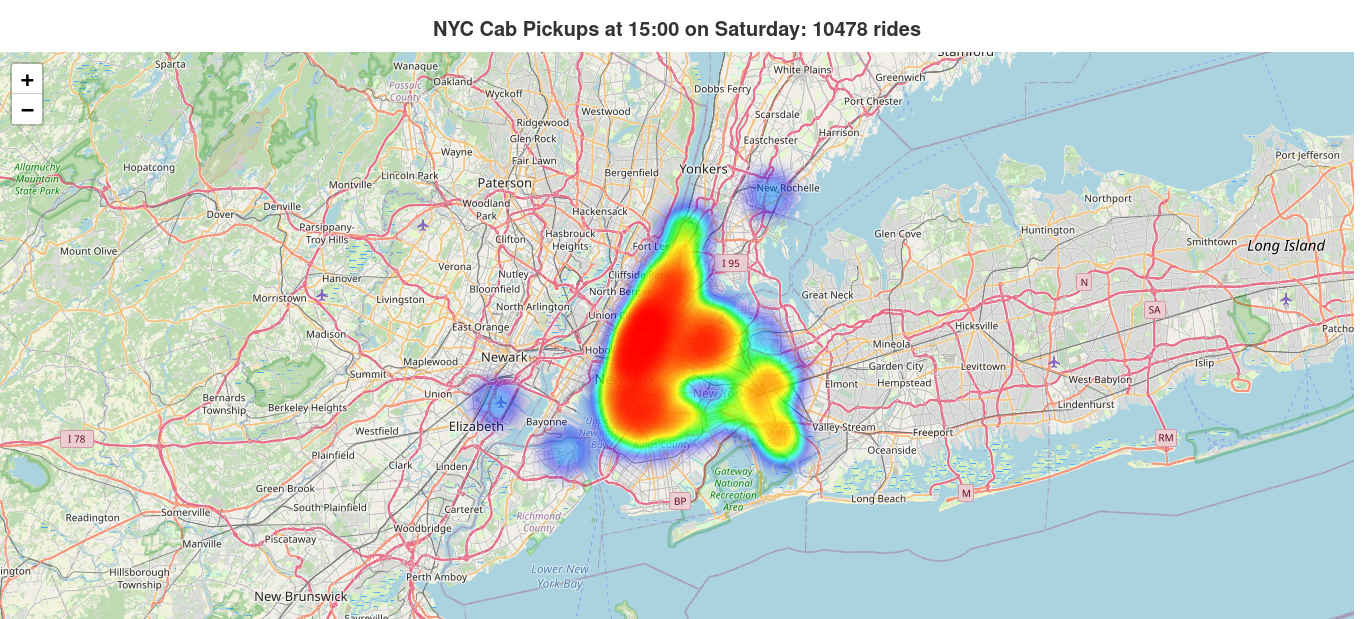 NYC Cab Pickups at 15:00 on Saturday: 10478 rides
Stamford
Sparta
Wanaque
White Plains
+
Oakland
Greenwich
Passaic
County
Dobbs Ferry
Wyckoff
Port Chester
−
Westwood
Scarsdale
Ridgewood
Harrison
Glen Rock
Eastchester
Wayne
Fair Lawn
Port Jefferson
Allamuchy
Mountain
State Park
Hopatcong
Lincoln Park
Bergenfield
Yonkers
Montville
Paterson
New Rochelle
Northport
Denville
Woodland
Park
Hackensack
Dover
Parsippany-
Troy Hills
Clifton
Hasbrouck
Heights
Glen Cove
Huntington
Smithtown
Long Island
Mount Olive
Fort Lee
Verona
I 95
Hanover
Nutley
Cliffside
N
Bloomfield
Morristown
Livingston
North Arlington
Great Neck
SA
Union
East Orange
Hicksville
Madison
Mineola
Newark
Maplewood
Garden City
Levittown
Islip
Summit
Elmont
Hempstead
West Babylon
Bernards
Township
Union
Berkeley Heights
Lindenhurst
Elizabeth
Bayonne
Valley Stream
Freeport
I 78
Westfield
RM
Plainfield
Oceanside
Clark
Linden
Gateway
National
Recreation
Area
Green Brook
M
BP
Long Beach
South Plainfield
Carteret
Somerville
Readington
Richmond
County
Woodbridge
Manville
Piscataway
Hillsborough
Township
Perth Amboy
Lower New
York Bay
New Brunswick
Sayreville